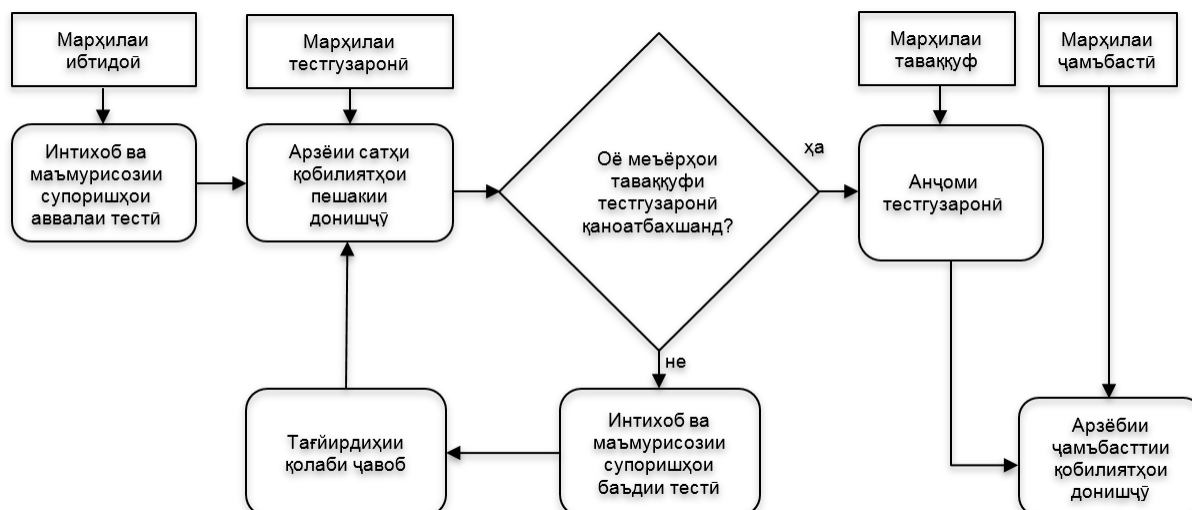 Марҳилаи
ибтидоӣ
Марҳилаи
тестгузаронӣ
Марҳилаи
таваққуф
Марҳилаи
ҷамъбастӣ
Интихоб ва
маъмурисозии
супоришҳои
аввалаи тестӣ
Арзёии сатҳи
қобилиятҳои
пешакии
донишҷӯ
Оё меъёрҳои
таваққуфи
тестгузаронӣ
қаноатбахшанд?
ҳа
Анҷоми
тестгузаронӣ
не
Тағйирдиҳии
қолаби ҷавоб
Интихоб ва
маъмурисозии
супоришҳои
баъдии тестӣ
Арзёбии
ҷамъбасттии
қобилиятҳои
донишҷӯ